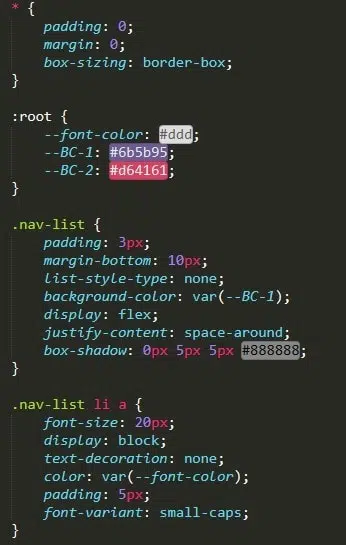 * {
    padding: 0;
    margin: 0;
    box-sizing: border-box;
}

:root {
    --font-color: #ddd;
    --BC-1: #6b5b95;
    --BC-2: #d64161;
}

.nav-list {
    padding: 3px;
    margin-bottom: 10px;
    list-style-type: none;
    background-color: var(--BC-1);
    display: flex;
    justify-content: space-around;
    box-shadow: 0px 5px 5px #888888;
}

.nav-list li a {
    font-size: 20px;
    display: block;
    text-decoration: none;
    color: var(--font-color);
    padding: 5px;
    font-variant: small-caps;
}